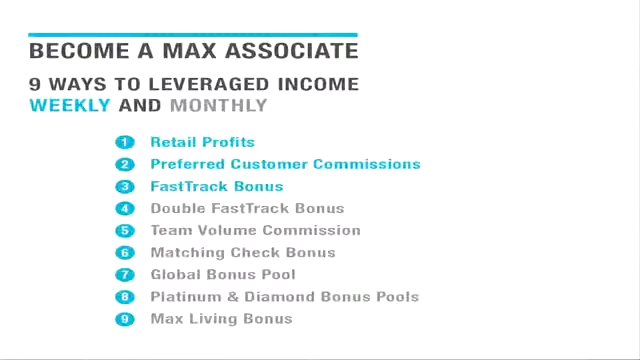 BECOME A MAX ASSOCIATE
9 WAYS TO LEVERAGED INCOME
WEEKLY AND MONTHLY
1 Retail Profits
2 Preferred Customer Commissions
3 FastTrack Bonus
4 Double FastTrack Bonus
5 Team Volume Commission
6 Matching Check Bonus
7 Global Bonus Pool
8 Platinum & Diamond Bonus Pools
9 Max Living Bonus